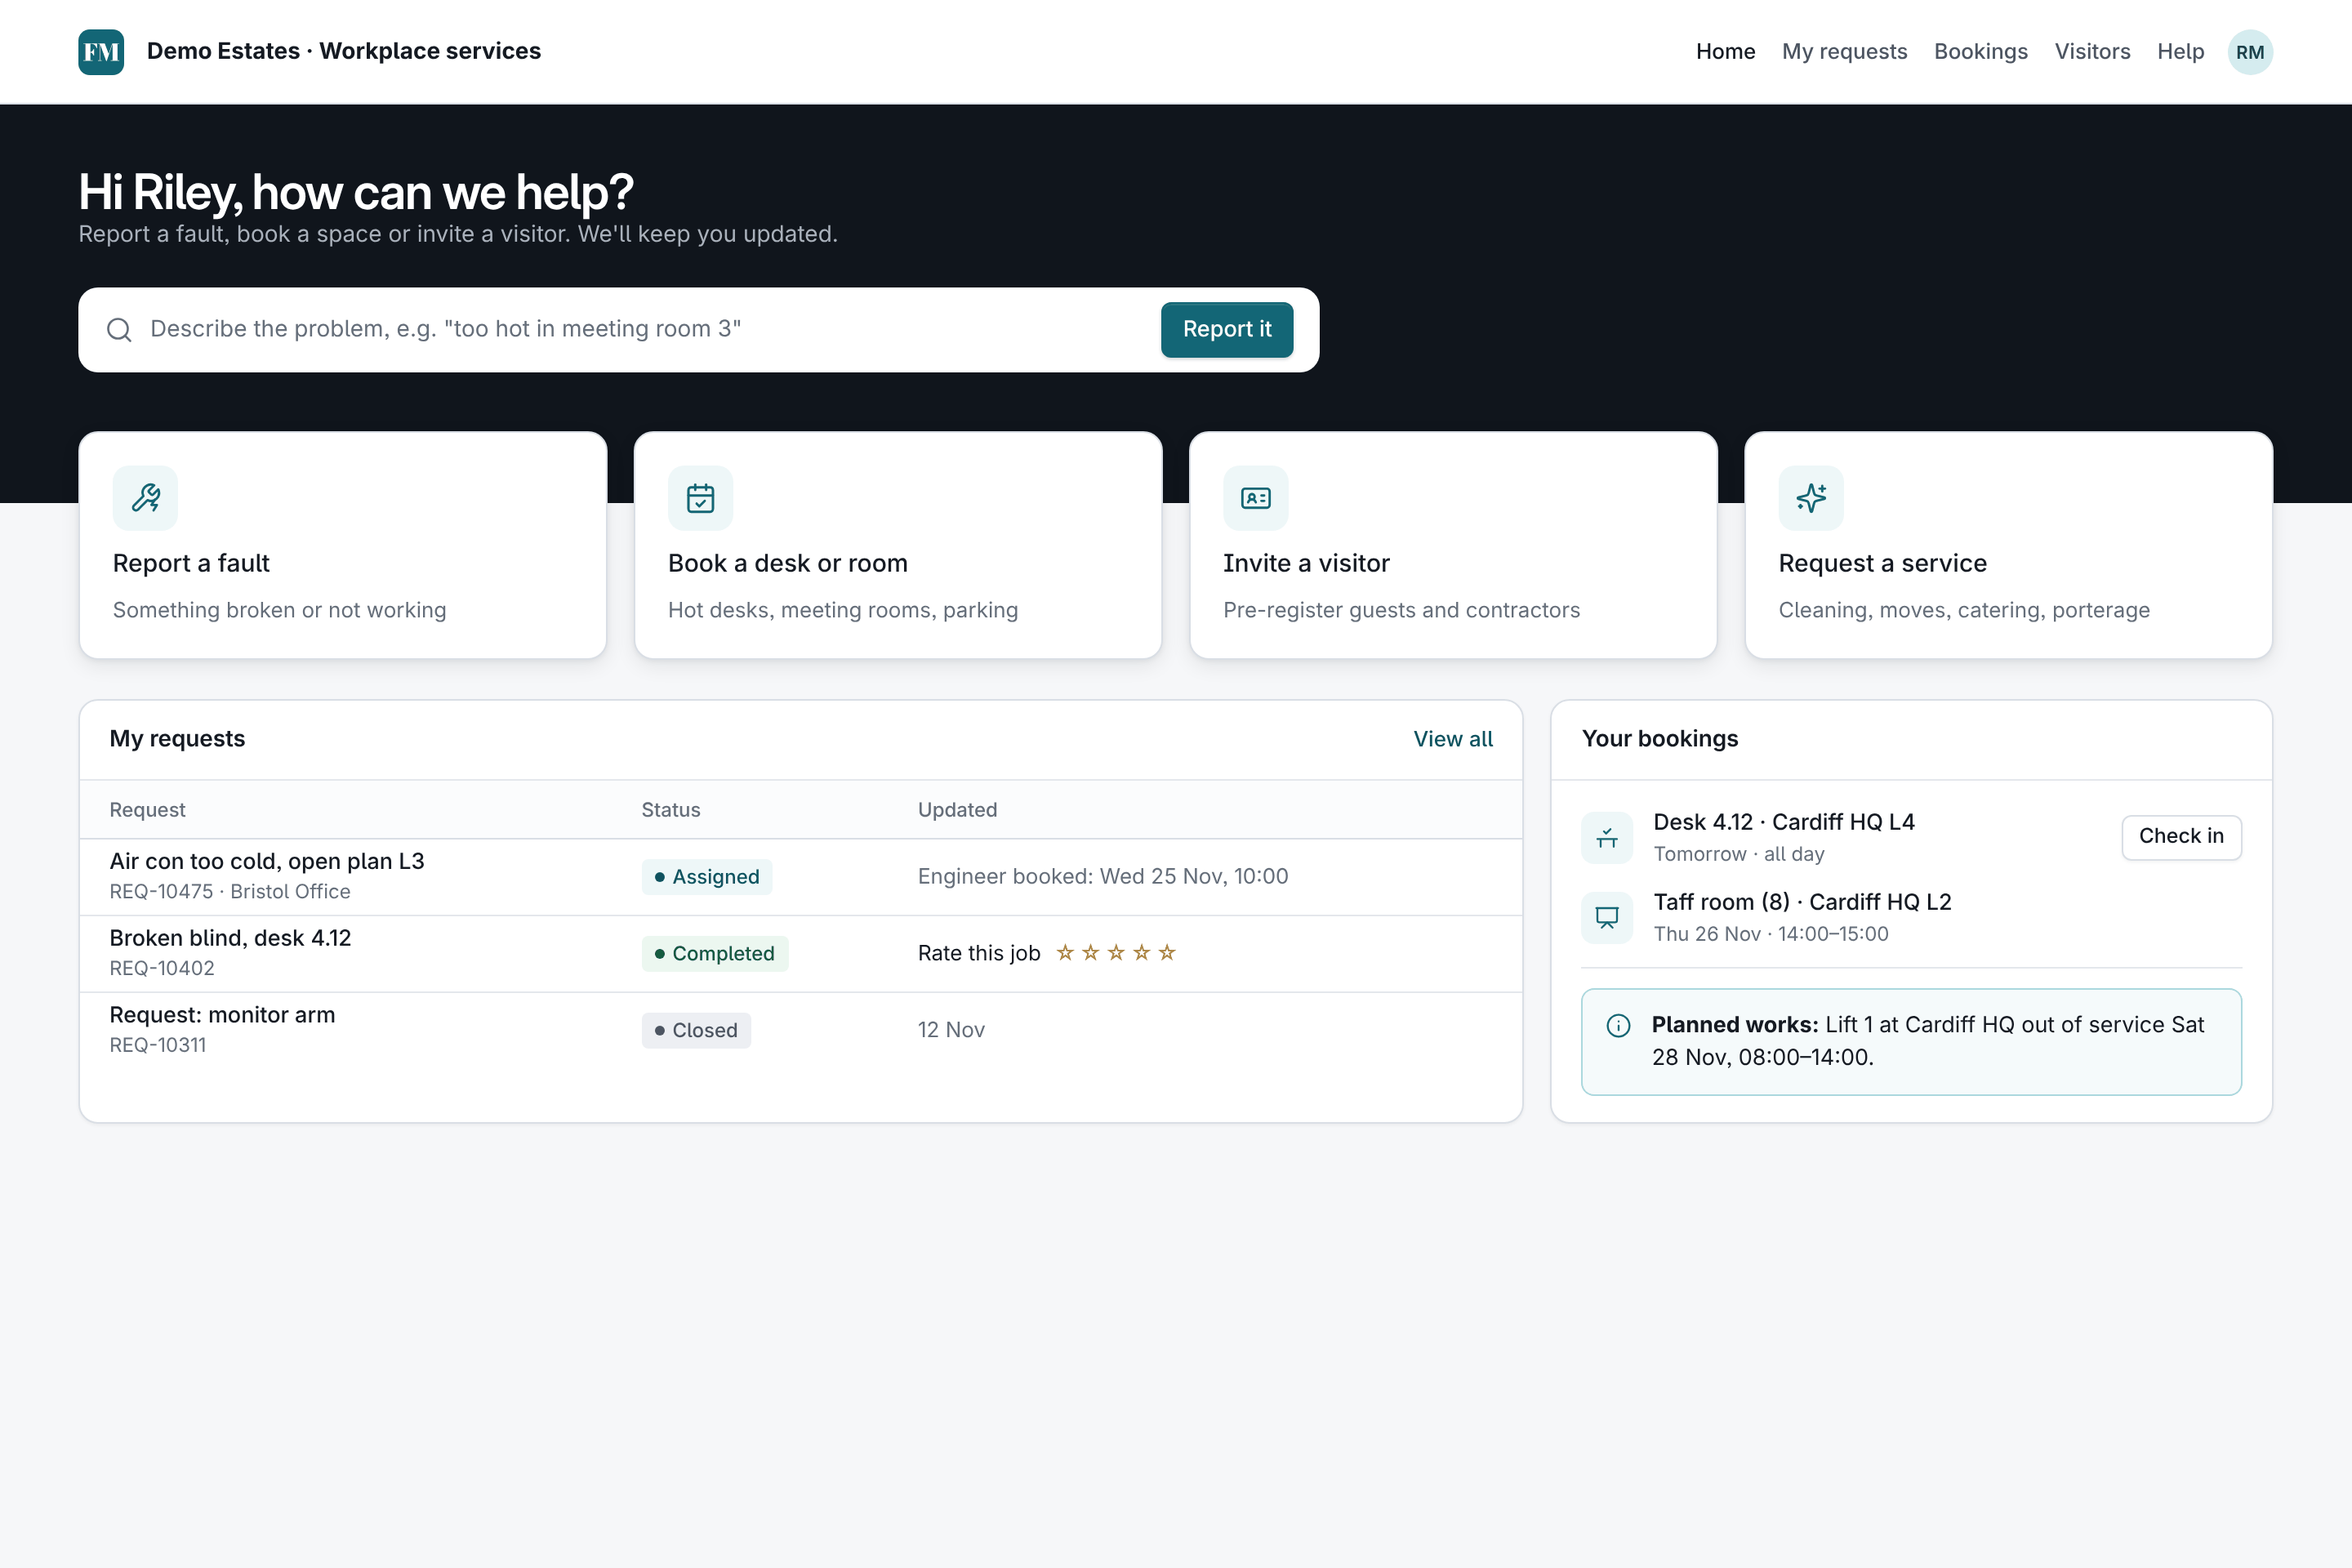 FM Demo Estates · Workplace services Home My requests Bookings Visitors Help RM
Hi Riley, how can we help?
Report a fault, book a space or invite a visitor. We'll keep you updated.
Describe the problem, e.g. "too hot in meeting room 3" Report it
Report a fault
Something broken or not working
Book a desk or room
Hot desks, meeting rooms, parking
Invite a visitor
Pre-register guests and contractors
Request a service
Cleaning, moves, catering, porterage
My requests View all
Request Status Updated
Air con too cold, open plan L3
REQ-10475 · Bristol Office
Assigned
Engineer booked: Wed 25 Nov, 10:00
Broken blind, desk 4.12
REQ-10402
Completed
Rate this job ☆ ☆ ☆ ☆ ☆
Request: monitor arm
REQ-10311
Closed
12 Nov
Your bookings
Desk 4.12 · Cardiff HQ L4
Tomorrow · all day
Check in
Taff room (8) · Cardiff HQ L2
Thu 26 Nov · 14:00–15:00
Planned works: Lift 1 at Cardiff HQ out of service Sat
28 Nov, 08:00–14:00.